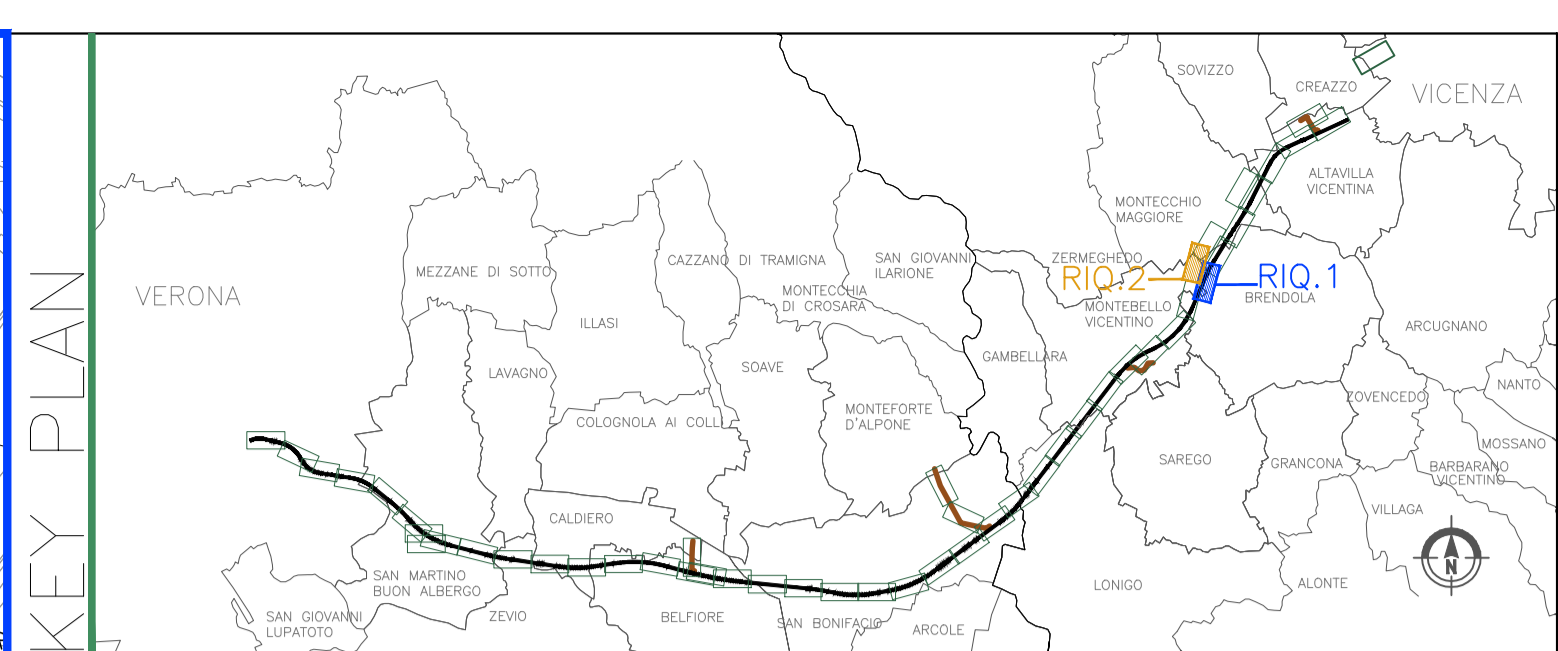 KEY PLAN
SOVIZZO
CREAZZO
VICENZA
ALTAVILLA
VICENTINA
MONTECCHIO
MAGGIORE
ZERMEGHEDO
RIQ.2
RIQ.1
BRENDOLA
MONTEBELLO
VICENTINO
SAN GIOVANNI
ILARIONE
CAZZANO DI TRAMIGNA
MONTECCHIA
DI CROSARA
MEZZANE DI SOTTO
VERONA
ILLASI
ARCUGNANO
GAMBELLARA
SOAVE
LAVAGNO
NANTO
ZOVENCEDO
MONTEFORTE
D'ALPONE
COLOGNOLA AI COLL
MOSSANO
SAREGO
GRANCONA
BARBARANO
VICENTINO
VILLAGA
CALDIERO
N
SAN MARTINO
BUON ALBERGO
LONIGO
ALONTE
SAN GIOVANNI
LUPATOTO
ZEVIO
BELFIORE
SAN BONIFACIO
ARCOLE